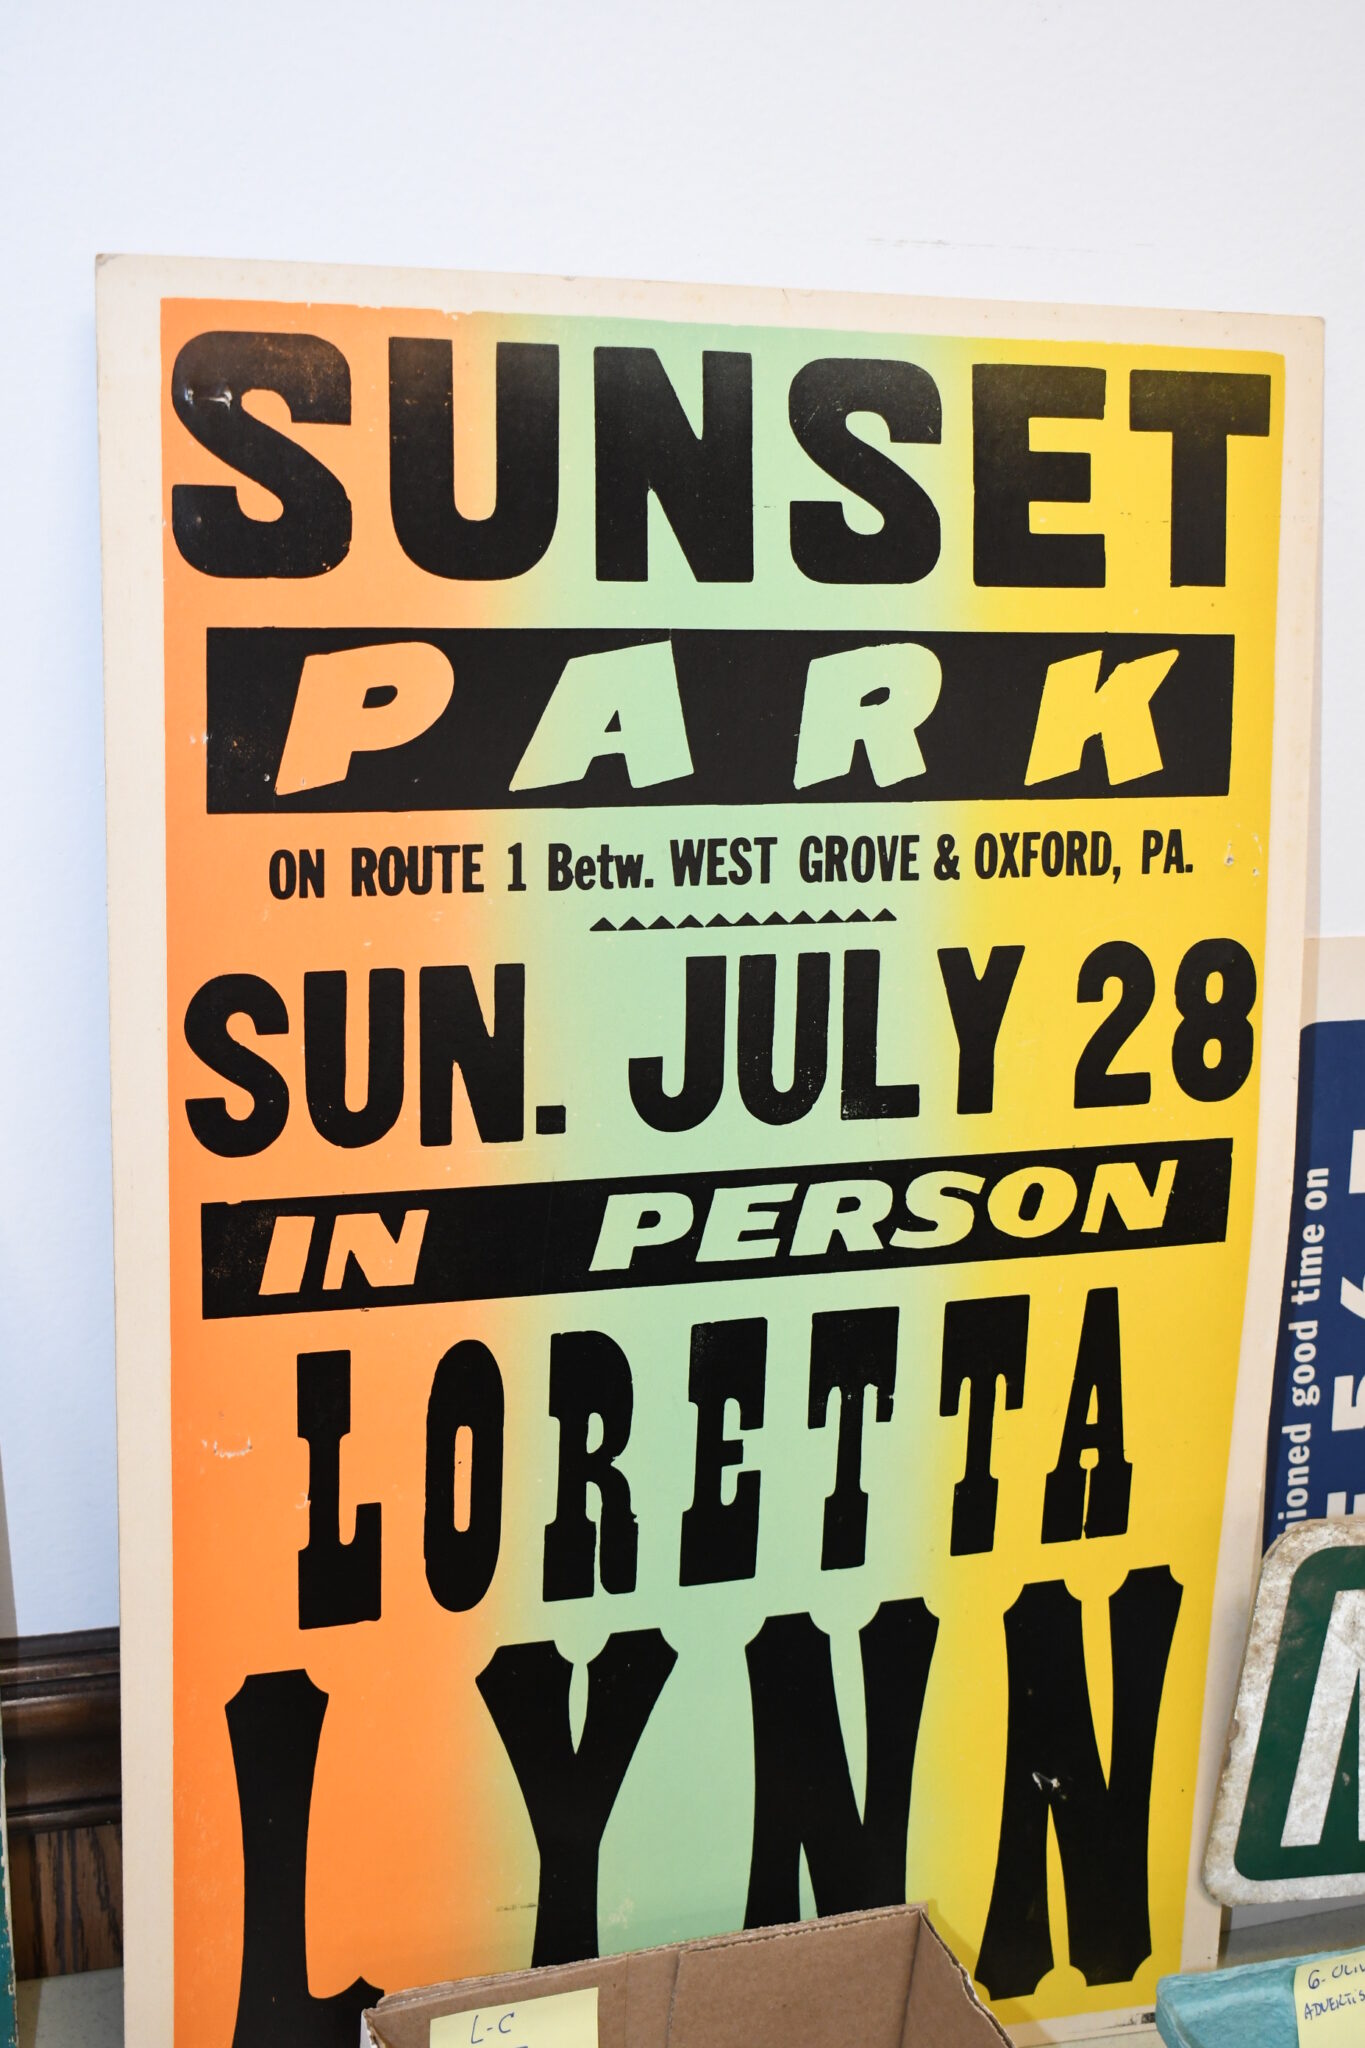 SUNSET
PARK
ON ROUTE 1 Betw. WEST GROVE & OXFORD, PA.
SUN. JULY 28
IN PERSON
LORETTA
LYNN
good time on
L-C
6-